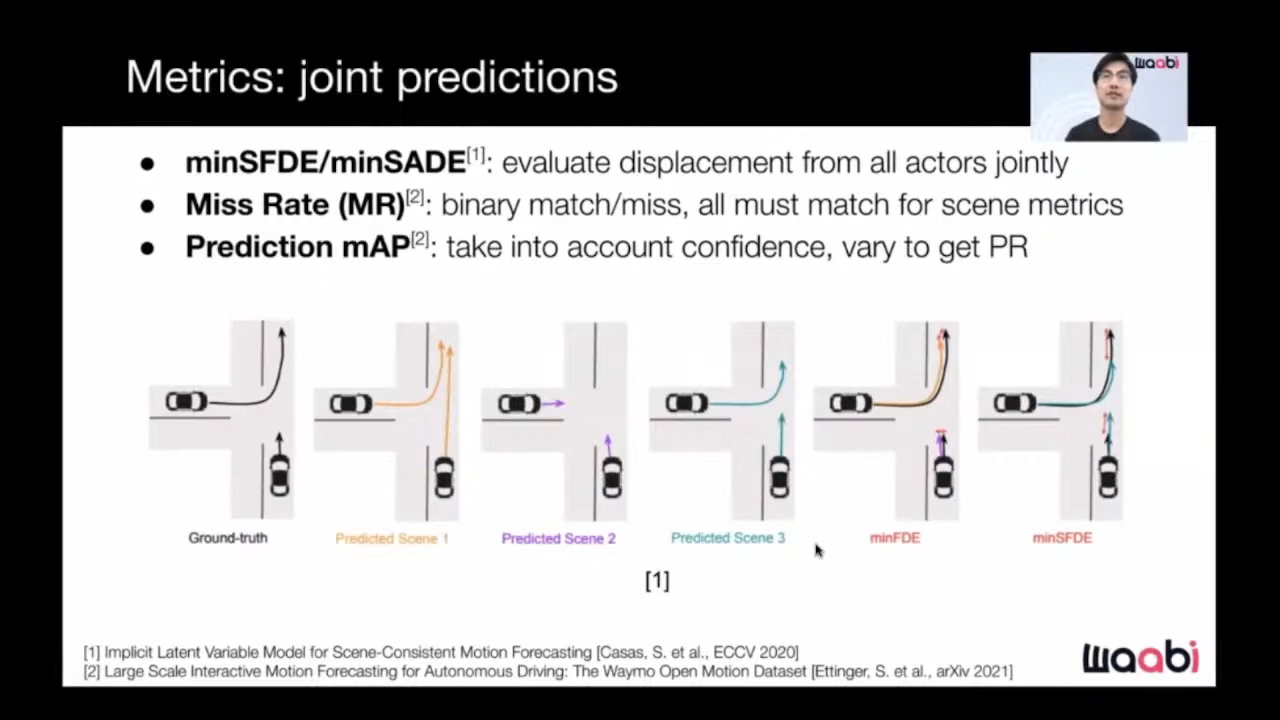 Metrics: joint predictions
waabi
● minSFDE/minSADE[1]: evaluate displacement from all actors jointly
● Miss Rate (MR)[2]: binary match/miss, all must match for scene metrics
● Prediction mAP[2]: take into account confidence, vary to get PR
Ground-truth
Predicted Scene 1
Predicted Scene 2
Predicted Scene 3
minFDE
minSFDE
[1]
[1] Implicit Latent Variable Model for Scene-Consistent Motion Forecasting [Casas, S. et al., ECCV 2020]
[2] Large Scale Interactive Motion Forecasting for Autonomous Driving: The Waymo Open Motion Dataset [Ettinger, S. et al., arXiv 2021]
waabi